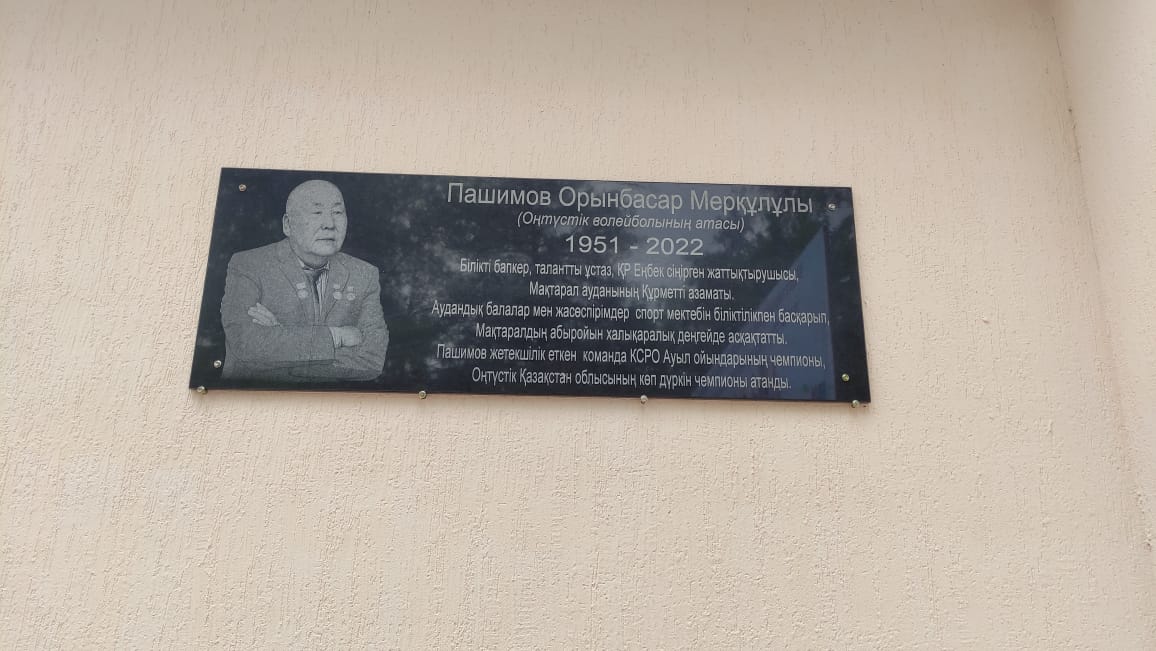 Пашимов Орынбасар Мерқұлұлы
(Оңтүстік волейболының атасы)
1951 - 2022
Білікті бапкер, талантты ұстаз, ҚР Еңбек сіңірген жаттықтырушысы,
Мақтарал ауданының Құрметті азаматы.
Аудандық балалар мен жасөспірімдер спорт мектебін біліктілікпен басқарып,
Мақтаралдың абыройын халықаралық деңгейде асқақтатты.
Пашимов жетекшілік еткен команда КСРО Ауыл ойындарының чемпионы,
Оңтүстік Қазақстан облысының көп дүркін чемпионы атанды.